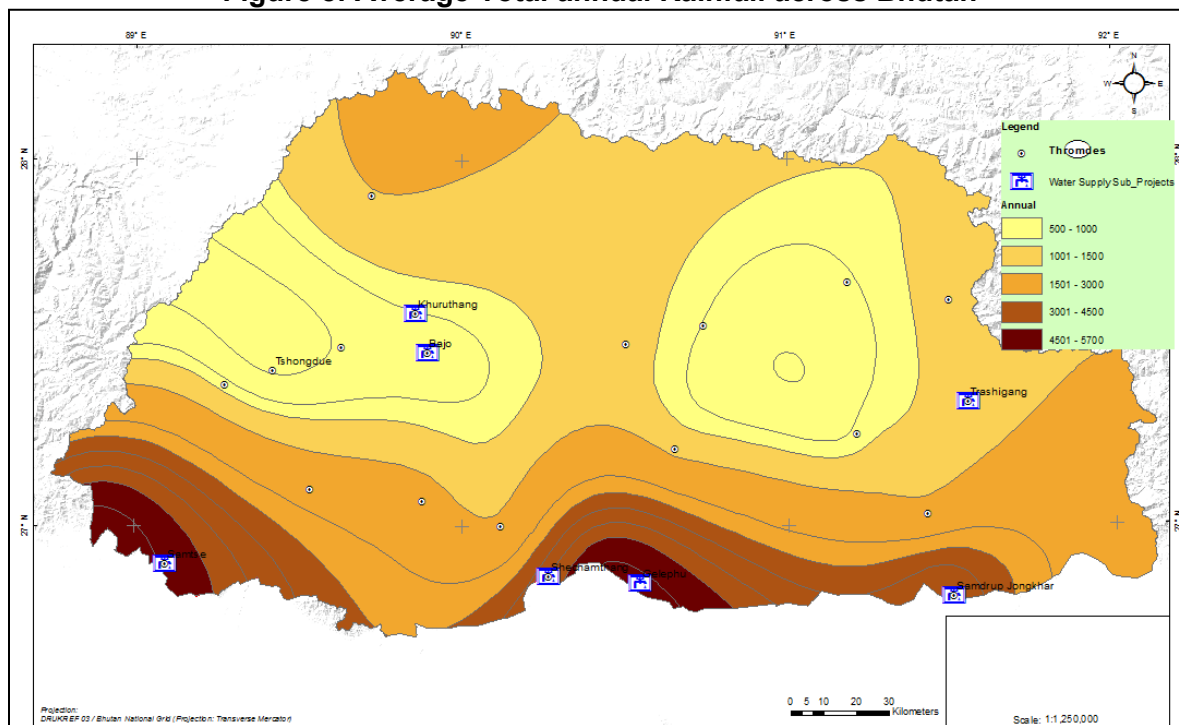 Figure 3: Average Total annual Rainfall across Bhutan
89° E 90° E 91° E 92° E
N
W E
S
28° N
Legend
Thromdes
Water Supply Sub_Projects
Annual
500 - 1000
1001 - 1500
1501 - 3000
3001 - 4500
4501 - 5700
Khuruthang
Bajo
Tshongdue
Trashigang
27° N
Samtse
Gelephu
Samdrup Jongkhar
0 5 10 20 30
Kilometers
Projection:
DRUKREF 03 / Bhutan National Grid (Projection: Transverse Mercator)
Scale: 1:1,250,000